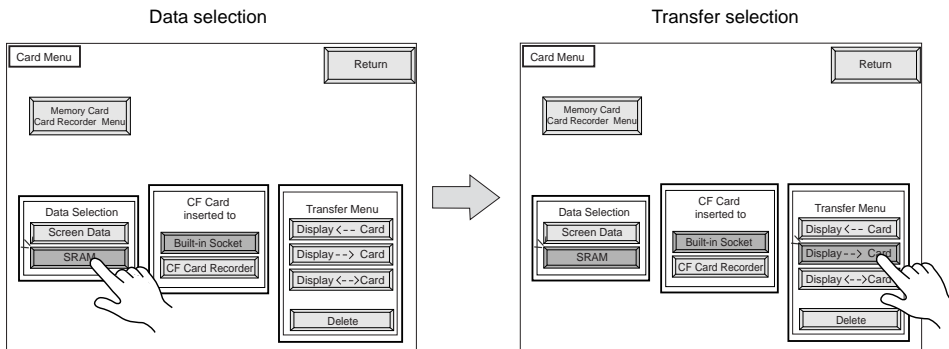 Data selection
Card Menu
Return
Memory Card
Card Recorder Menu
Data Selection
Screen Data
SRAM
CF Card
inserted to
Built-in Socket
CF Card Recorder
Transfer Menu
Display <-- Card
Display --> Card
Display <-->Card
Delete
Transfer selection
Card Menu
Return
Memory Card
Card Recorder Menu
Data Selection
Screen Data
SRAM
CF Card
inserted to
Built-in Socket
CF Card Recorder
Transfer Menu
Display <-- Card
Display --> Card
Display <-->Card
Delete